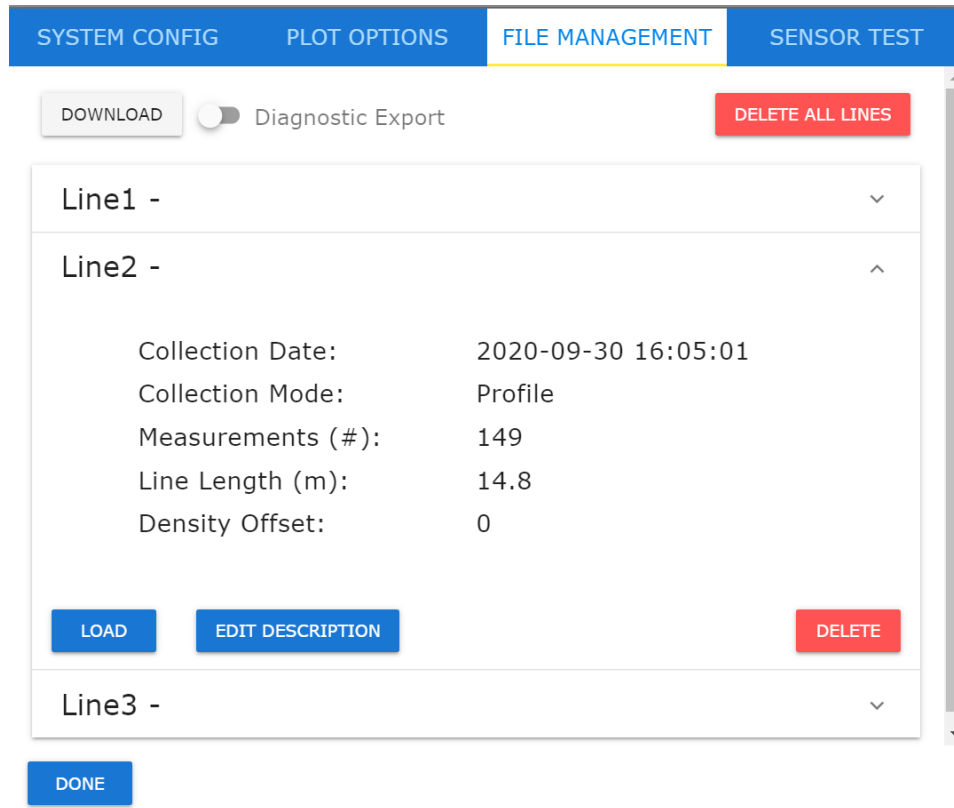 SYSTEM CONFIG PLOT OPTIONS FILE MANAGEMENT SENSOR TEST
DOWNLOAD Diagnostic Export DELETE ALL LINES
Line1 -
Line2 -
Collection Date: 2020-09-30 16:05:01
Collection Mode: Profile
Measurements (#): 149
Line Length (m): 14.8
Density Offset: 0
LOAD EDIT DESCRIPTION DELETE
Line3 -
DONE